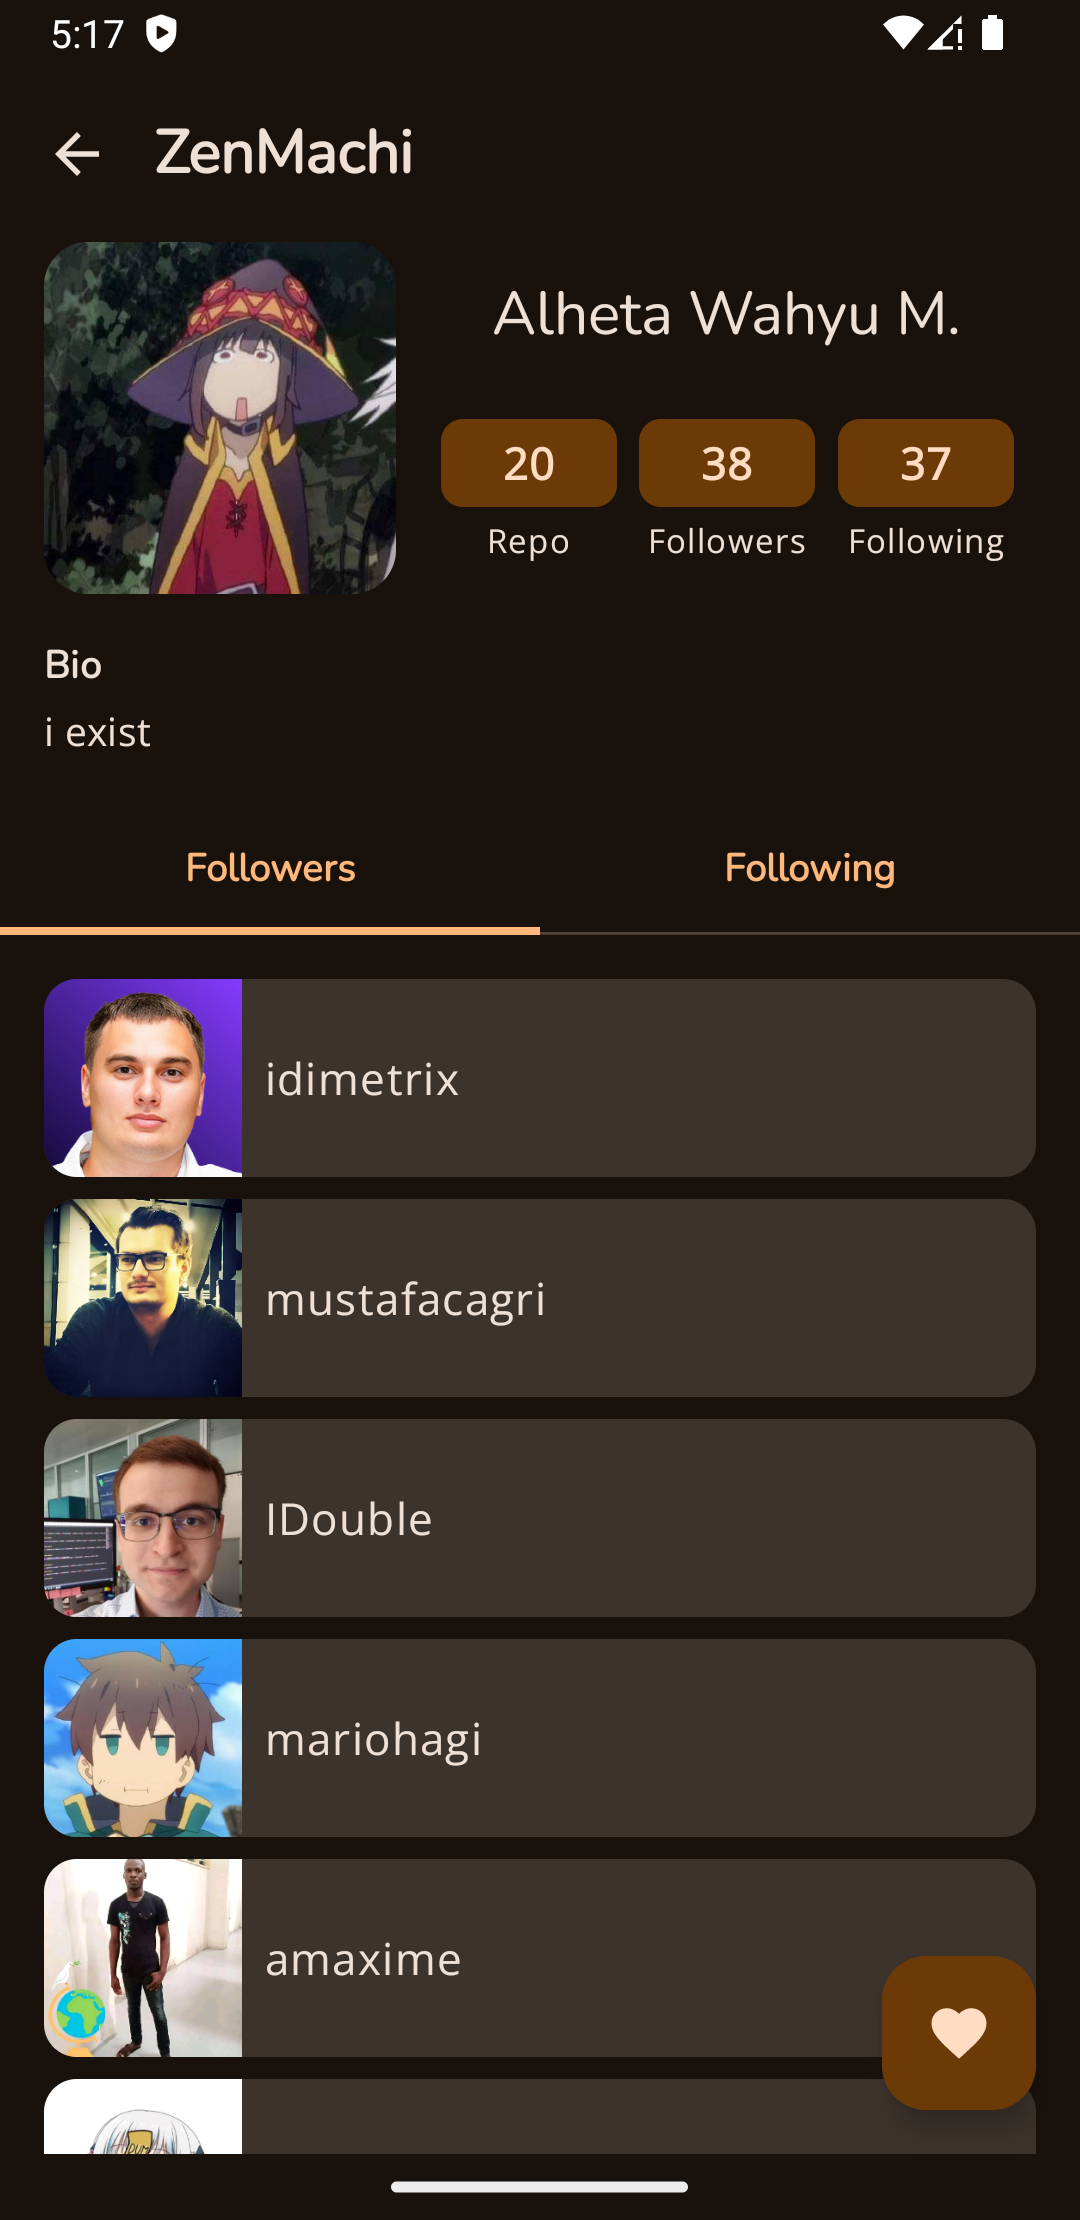 5:17
ZenMachi
Alheta Wahyu M.
20 38 37
Repo Followers Following
Bio
i exist
Followers Following
idimetrix
mustafacagri
IDouble
mariohagi
amaxime